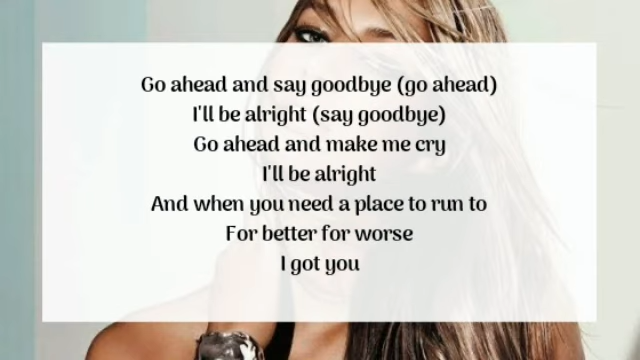 Go ahead and say goodbye (go ahead)
I'll be alright (say goodbye)
Go ahead and make me cry
I'll be alright
And when you need a place to run to
For better for worse
I got you